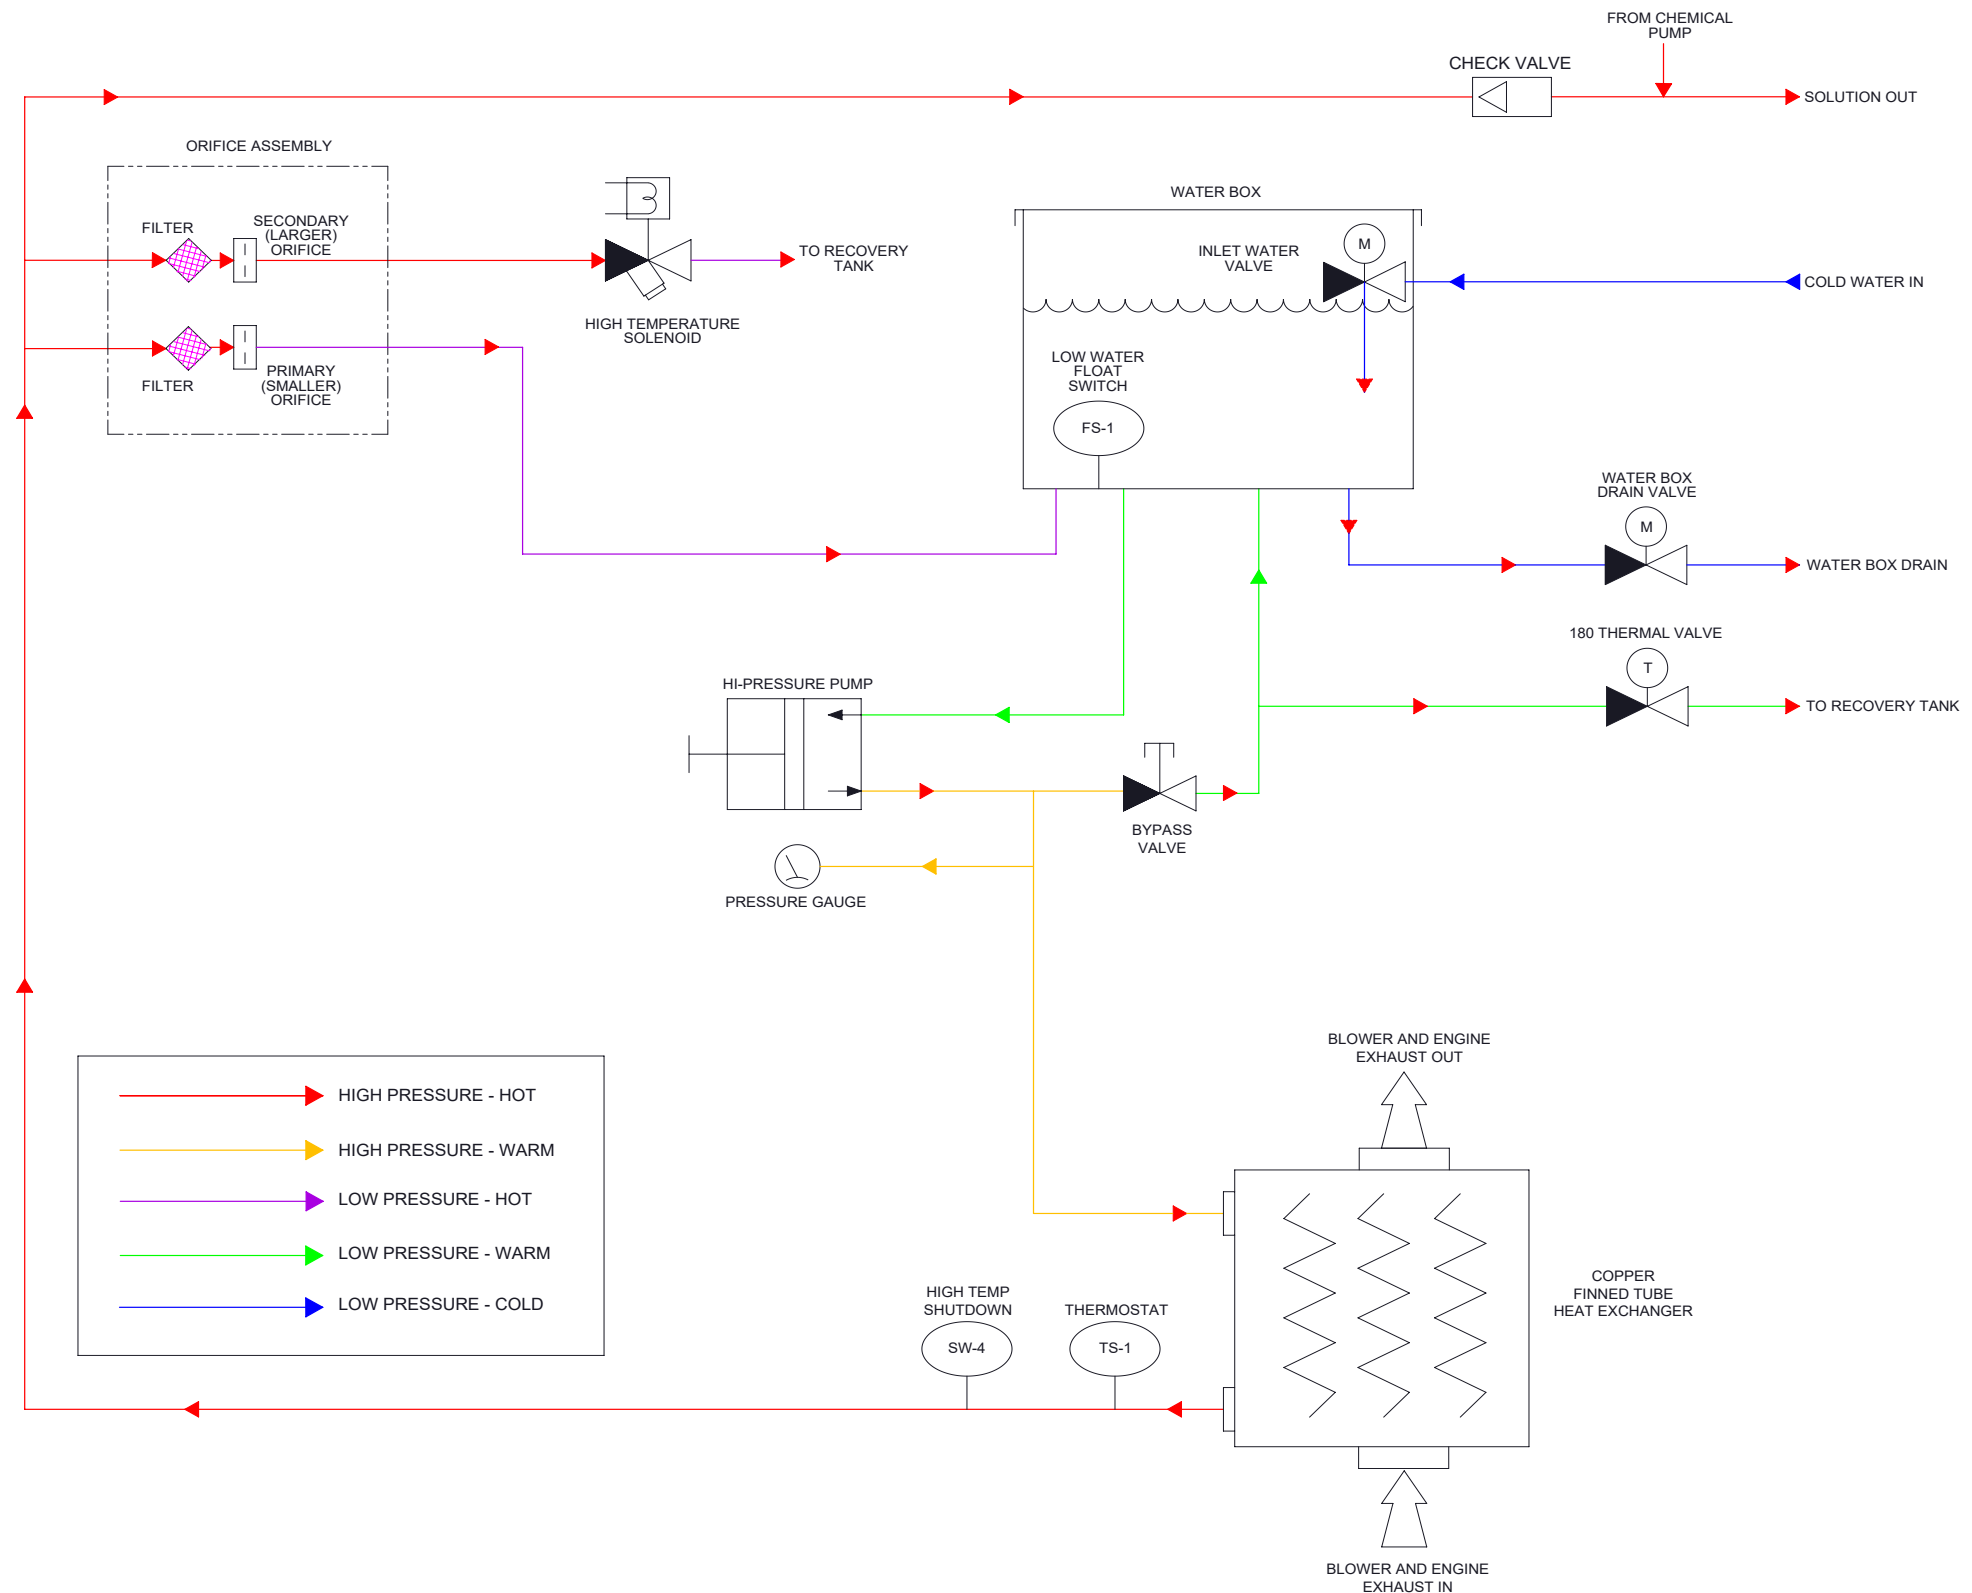 FROM CHEMICAL
PUMP
CHECK VALVE
SOLUTION OUT
ORIFICE ASSEMBLY
FILTER
SECONDARY
(LARGER)
ORIFICE
TO RECOVERY
TANK
HIGH TEMPERATURE
SOLENOID
FILTER
PRIMARY
(SMALLER)
ORIFICE
WATER BOX
INLET WATER
VALVE
M
COLD WATER IN
LOW WATER
FLOAT
SWITCH
FS-1
WATER BOX
DRAIN VALVE
M
WATER BOX DRAIN
180 THERMAL VALVE
T
TO RECOVERY TANK
HI-PRESSURE PUMP
BYPASS
VALVE
PRESSURE GAUGE
BLOWER AND ENGINE
EXHAUST OUT
HIGH PRESSURE - HOT
HIGH PRESSURE - WARM
LOW PRESSURE - HOT
LOW PRESSURE - WARM
LOW PRESSURE - COLD
HIGH TEMP
SHUTDOWN
SW-4
THERMOSTAT
TS-1
COPPER
FINNED TUBE
HEAT EXCHANGER
BLOWER AND ENGINE
EXHAUST IN